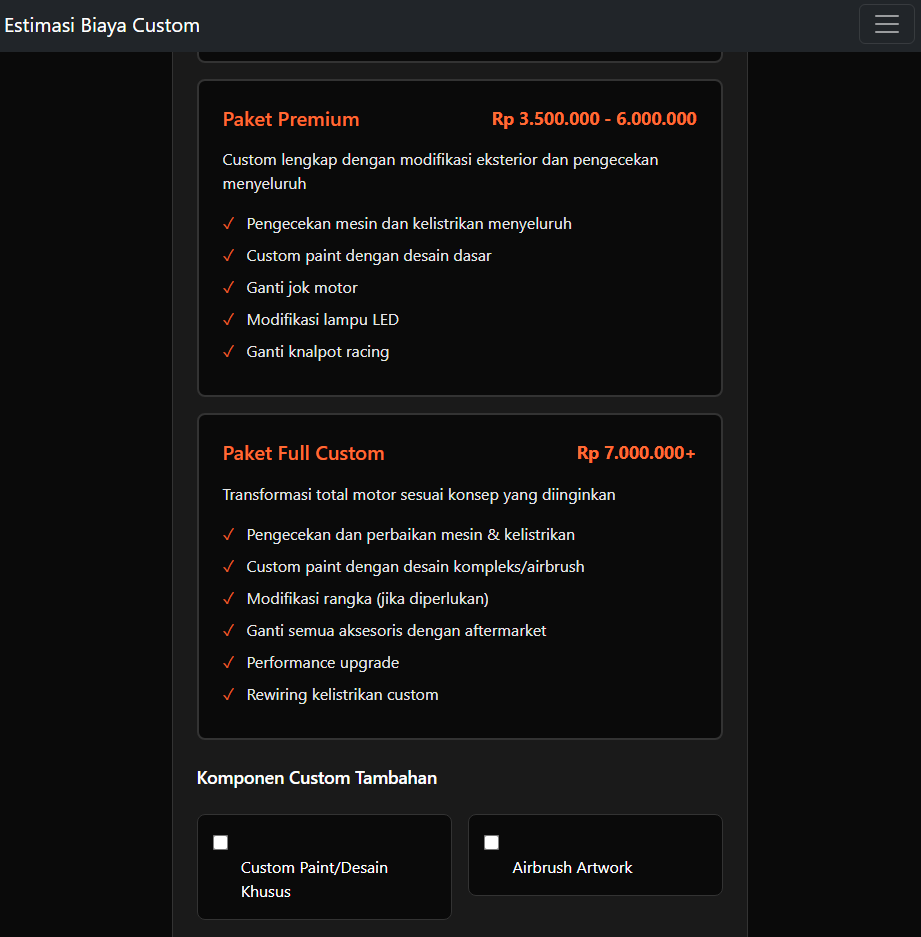 Estimasi Biaya Custom
Paket Premium
Rp 3.500.000 - 6.000.000
Custom lengkap dengan modifikasi eksterior dan pengecekan
menyeluruh
✓ Pengecekan mesin dan kelistrikan menyeluruh
✓ Custom paint dengan desain dasar
✓ Ganti jok motor
✓ Modifikasi lampu LED
✓ Ganti knalpot racing
Paket Full Custom
Rp 7.000.000+
Transformasi total motor sesuai konsep yang diinginkan
✓ Pengecekan dan perbaikan mesin & kelistrikan
✓ Custom paint dengan desain kompleks/airbrush
✓ Modifikasi rangka (jika diperlukan)
✓ Ganti semua aksesoris dengan aftermarket
✓ Performance upgrade
✓ Rewiring kelistrikan custom
Komponen Custom Tambahan
Custom Paint/Desain
Khusus
Airbrush Artwork